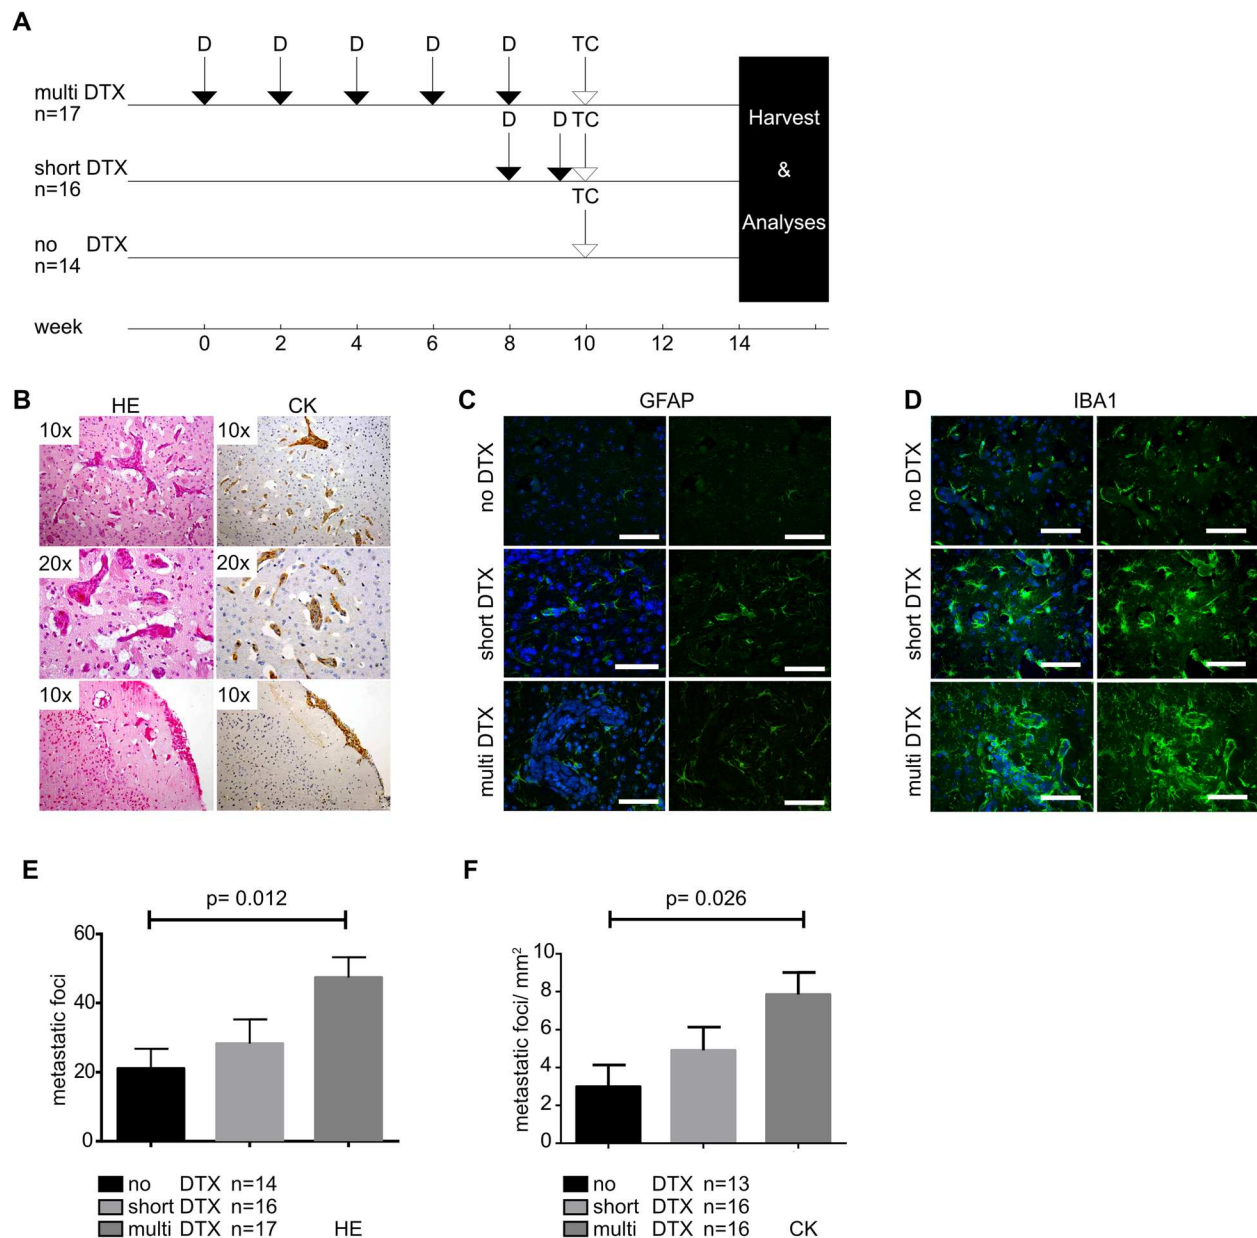 A
D D D D D TC
multi DTX
n=17
D D TC
short DTX
n=16
TC
no DTX
n=14
Harvest
&
Analyses
week
0 2 4 6 8 10 12 14
B
HE CK
10x 10x
20x 20x
10x 10x
C
GFAP
no DTX
short DTX
multi DTX
D
IBA1
no DTX
short DTX
multi DTX
E
p= 0.012
metastatic foci
60
40
20
0
no DTX n=14
short DTX n=16
multi DTX n=17 HE
F
p= 0.026
metastatic foci/ mm²
10
8
6
4
2
0
no DTX n=13
short DTX n=16
multi DTX n=16 CK